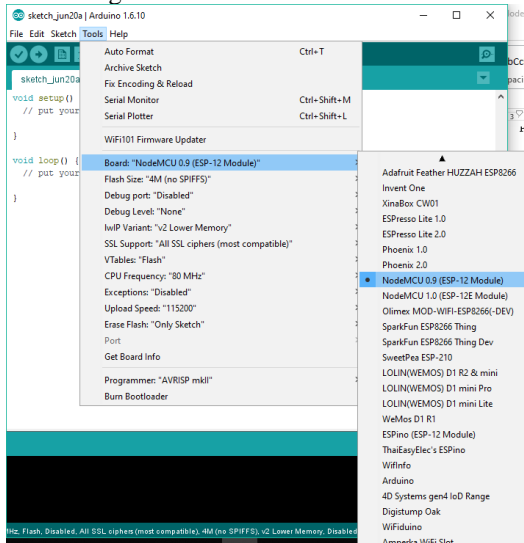 sketch_jun20a | Arduino 1.6.10
File Edit Sketch Tools Help
sketch_jun20a
void setup()
// put your
}
void loop() {
// put your
}
Auto Format Ctrl+T
Archive Sketch
Fix Encoding & Reload
Serial Monitor Ctrl+Shift+M
Serial Plotter Ctrl+Shift+L
WiFi101 Firmware Updater
Board: "NodeMCU 0.9 (ESP-12 Module)"
Flash Size: "4M (no SPIFFS)"
Debug port: "Disabled"
Debug Level: "None"
IwIP Variant: "v2 Lower Memory"
SSL Support: "All SSL ciphers (most compatible)"
VTables: "Flash"
CPU Frequency: "80 MHz"
Exceptions: "Disabled"
Upload Speed: "115200"
Erase Flash: "Only Sketch"
Port
Get Board Info
Programmer: "AVRISP mkII"
Burn Bootloader
Adafruit Feather HUZZAH ESP8266
Invent One
XinaBox CW01
ESPresso Lite 1.0
ESPresso Lite 2.0
Phoenix 1.0
Phoenix 2.0
NodeMCU 0.9 (ESP-12 Module)
NodeMCU 1.0 (ESP-12E Module)
Olimex MOD-WIFI-ESP8266(-DEV)
SparkFun ESP8266 Thing
SparkFun ESP8266 Thing Dev
SweetPea ESP-210
LOLIN(WEMOS) D1 R2 & mini
LOLIN(WEMOS) D1 mini Pro
LOLIN(WEMOS) D1 mini Lite
WeMos D1 R1
ESPino (ESP-12 Module)
ThaiEasyElec's ESPino
WifInfo
Arduino
4D Systems gen4 IoD Range
Digistump Oak
WiFiduino
Amperka WiFi Slot
MHz, Flash, Disabled, All SSL ciphers (most compatible), 4M (no SPIFFS), v2 Lower Memory, Disabled